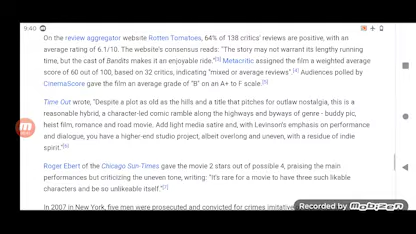 9:40
On the review aggregator website Rotten Tomatoes, 64% of 138 critics' reviews are positive, with an
average rating of 6.1/10. The website's consensus reads: "The story may not warrant its lengthy running
time, but the cast of Bandits makes it an enjoyable ride."[3] Metacritic assigned the film a weighted average
score of 60 out of 100, based on 32 critics, indicating "mixed or average reviews".[4] Audiences polled by
CinemaScore gave the film an average grade of "B" on an A+ to F scale.[5]
Time Out wrote, "Despite a plot as old as the hills and a title that pitches for outlaw nostalgia, this is a
reasonable hybrid, a character-led comic ramble along the highways and byways of genre - buddy pic,
heist film, romance and road movie. Add light media satire and, with Levinson's emphasis on performance
and dialogue, you have a higher-end studio project, albeit overlong and uneven, with a residue of indie
spirit."[6]
Roger Ebert of the Chicago Sun-Times gave the movie 2 stars out of possible 4, praising the main
performances but criticizing the uneven tone, writing: "It's rare for a movie to have three such likable
characters and be so unlikeable itself."[7]
In 2007 in New York, five men were prosecuted and convicted for crimes imitative
Recorded by Mobizen